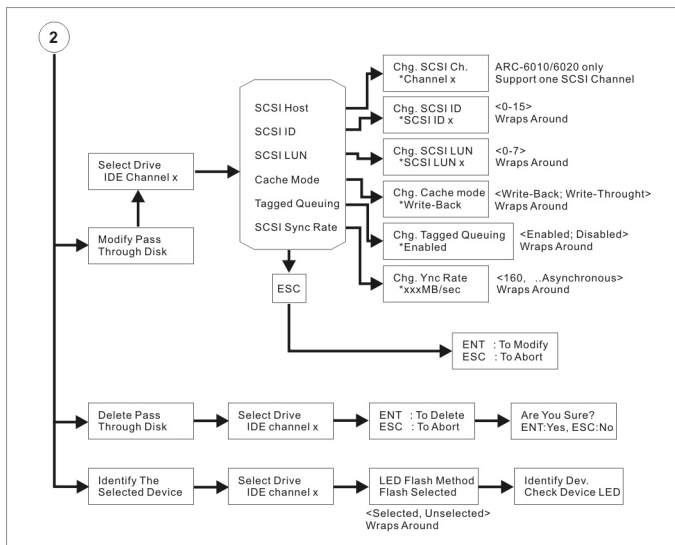 2
Chg. SCSI Ch.
*Channel x
ARC-6010/6020 only
Support one SCSI Channel
SCSI Host
SCSI ID
SCSI LUN
Cache Mode
Tagged Queuing
SCSI Sync Rate
Chg. SCSI ID
*SCSI ID x
<0-15>
Wraps Around
Chg. SCSI LUN
*SCSI LUN x
<0-7>
Wraps Around
Select Drive
IDE Channel x
Chg. Cache mode
*Write-Back
<Write-Back; Write-Throught>
Wraps Around
Modify Pass
Through Disk
Chg. Tagged Queuing
*Enabled
<Enabled; Disabled>
Wraps Around
Chg. Ync Rate
*xxxMB/sec
<160, ..Asynchronous>
Wraps Around
ESC
ENT : To Modify
ESC : To Abort
Delete Pass
Through Disk
Select Drive
IDE channel x
ENT : To Delete
ESC : To Abort
Are You Sure?
ENT:Yes, ESC:No
Identify The
Selected Device
Select Drive
IDE channel x
LED Flash Method
Flash Selected
<Selected, Unselected>
Wraps Around
Identify Dev.
Check Device LED